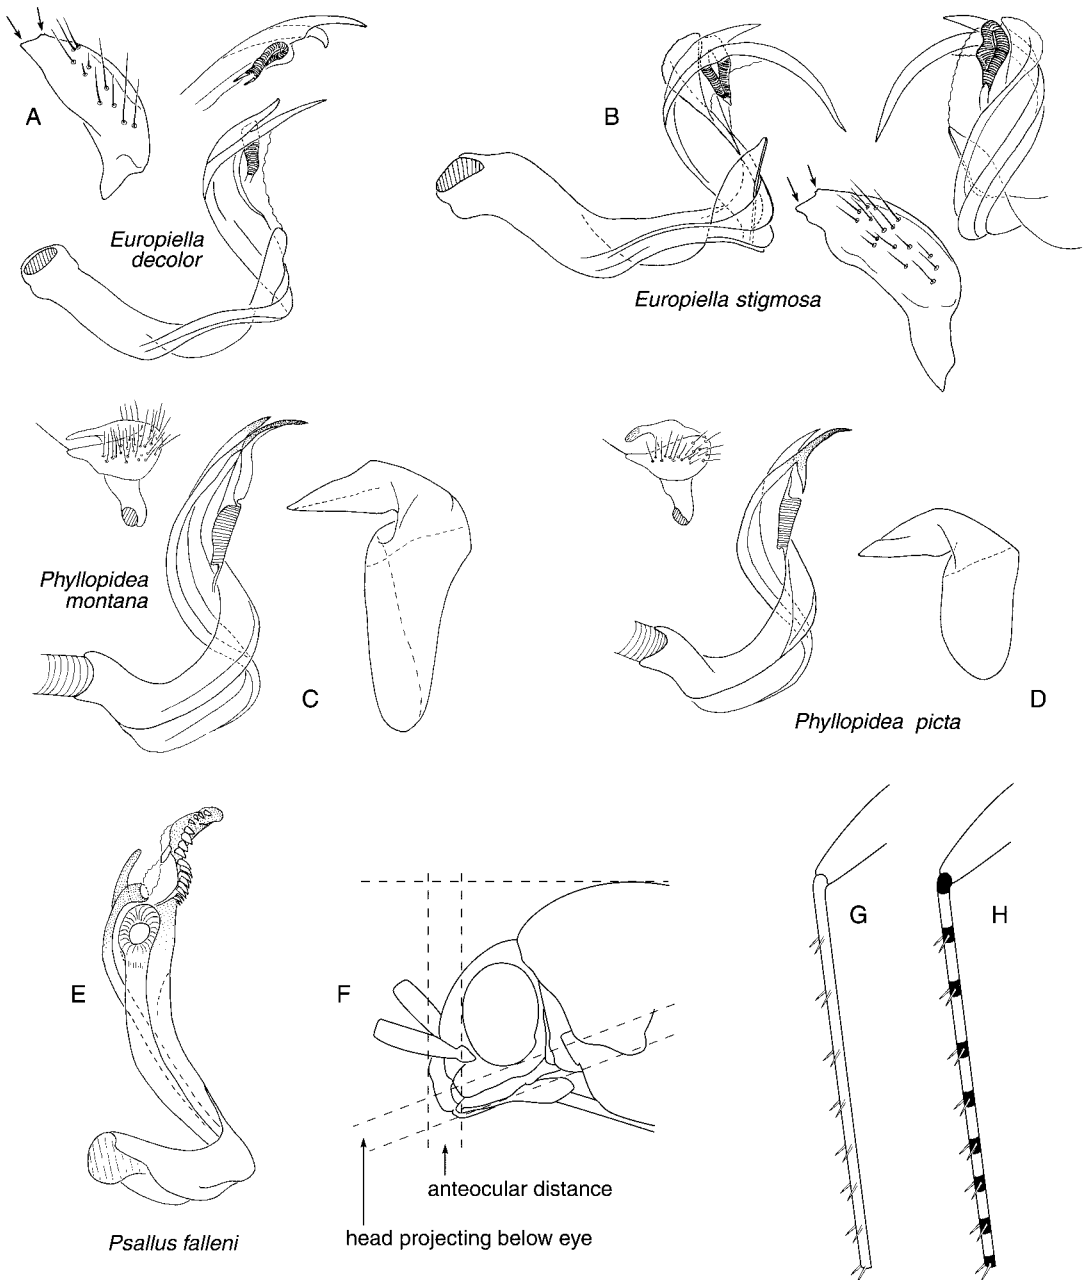 A
Europiella
decolor
B
Europiella stigmosa
Phyllopidea
montana
C
D
Phyllopidea picta
E
Psallus falleni
F
anteocular distance
head projecting below eye
G
H